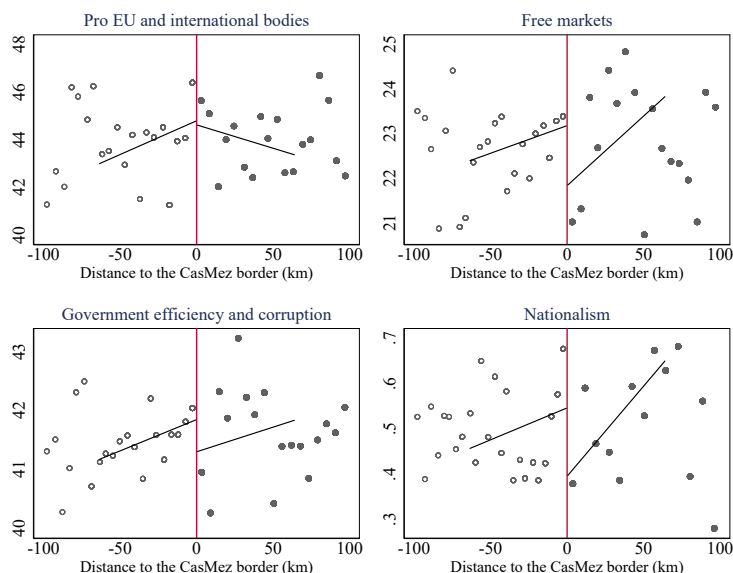 Pro EU and international bodies
48
46
44
42
40
-100 -50 0 50 100
Distance to the CasMez border (km)
Free markets
25
24
23
22
21
-100 -50 0 50 100
Distance to the CasMez border (km)
Government efficiency and corruption
43
42
41
40
-100 -50 0 50 100
Distance to the CasMez border (km)
Nationalism
.7
.6
.5
.4
.3
-100 -50 0 50 100
Distance to the CasMez border (km)